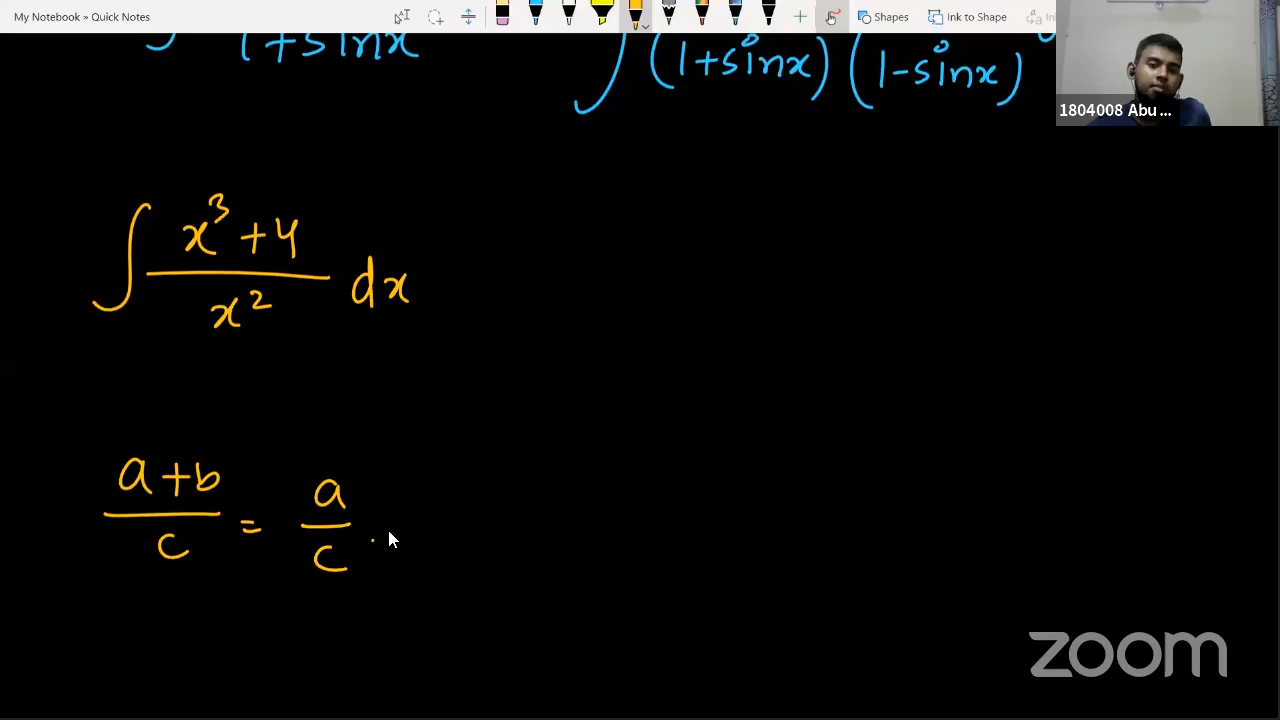 My Notebook » Quick Notes
Shapes
Ink to Shape
1+sinx
∫ (1+sinx) (1-sinx)
1804008 Abu ...
∫ (x³+4)/x² dx
(a+b)/c = a/c
zoom